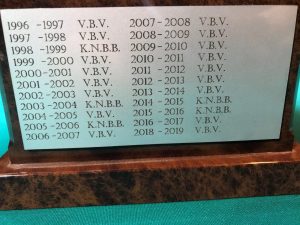 1996 -1997 V.B.V.
1997 -1998 V.B.V.
1998 -1999 K.N.B.B.
1999 -2000 V.B.V.
2000-2001 V.B.V.
2001-2002 V.B.V.
2002-2003 V.B.V.
2003-2004 K.N.B.B.
2004-2005 V.B.V.
2005-2006 K.N.B.B.
2006-2007 V.B.V.
2007-2008 V.B.V.
2008-2009 V.B.V.
2009-2010 V.B.V.
2010 -2011 V.B.V.
2011 -2012 V.B.V.
2012 -2013 V.B.V.
2013 -2014 V.B.V.
2014 -2015 K.N.B.B.
2015 -2016 K.N.B.B.
2016 -2017 V.B.V.
2018 -2019 V.B.V.